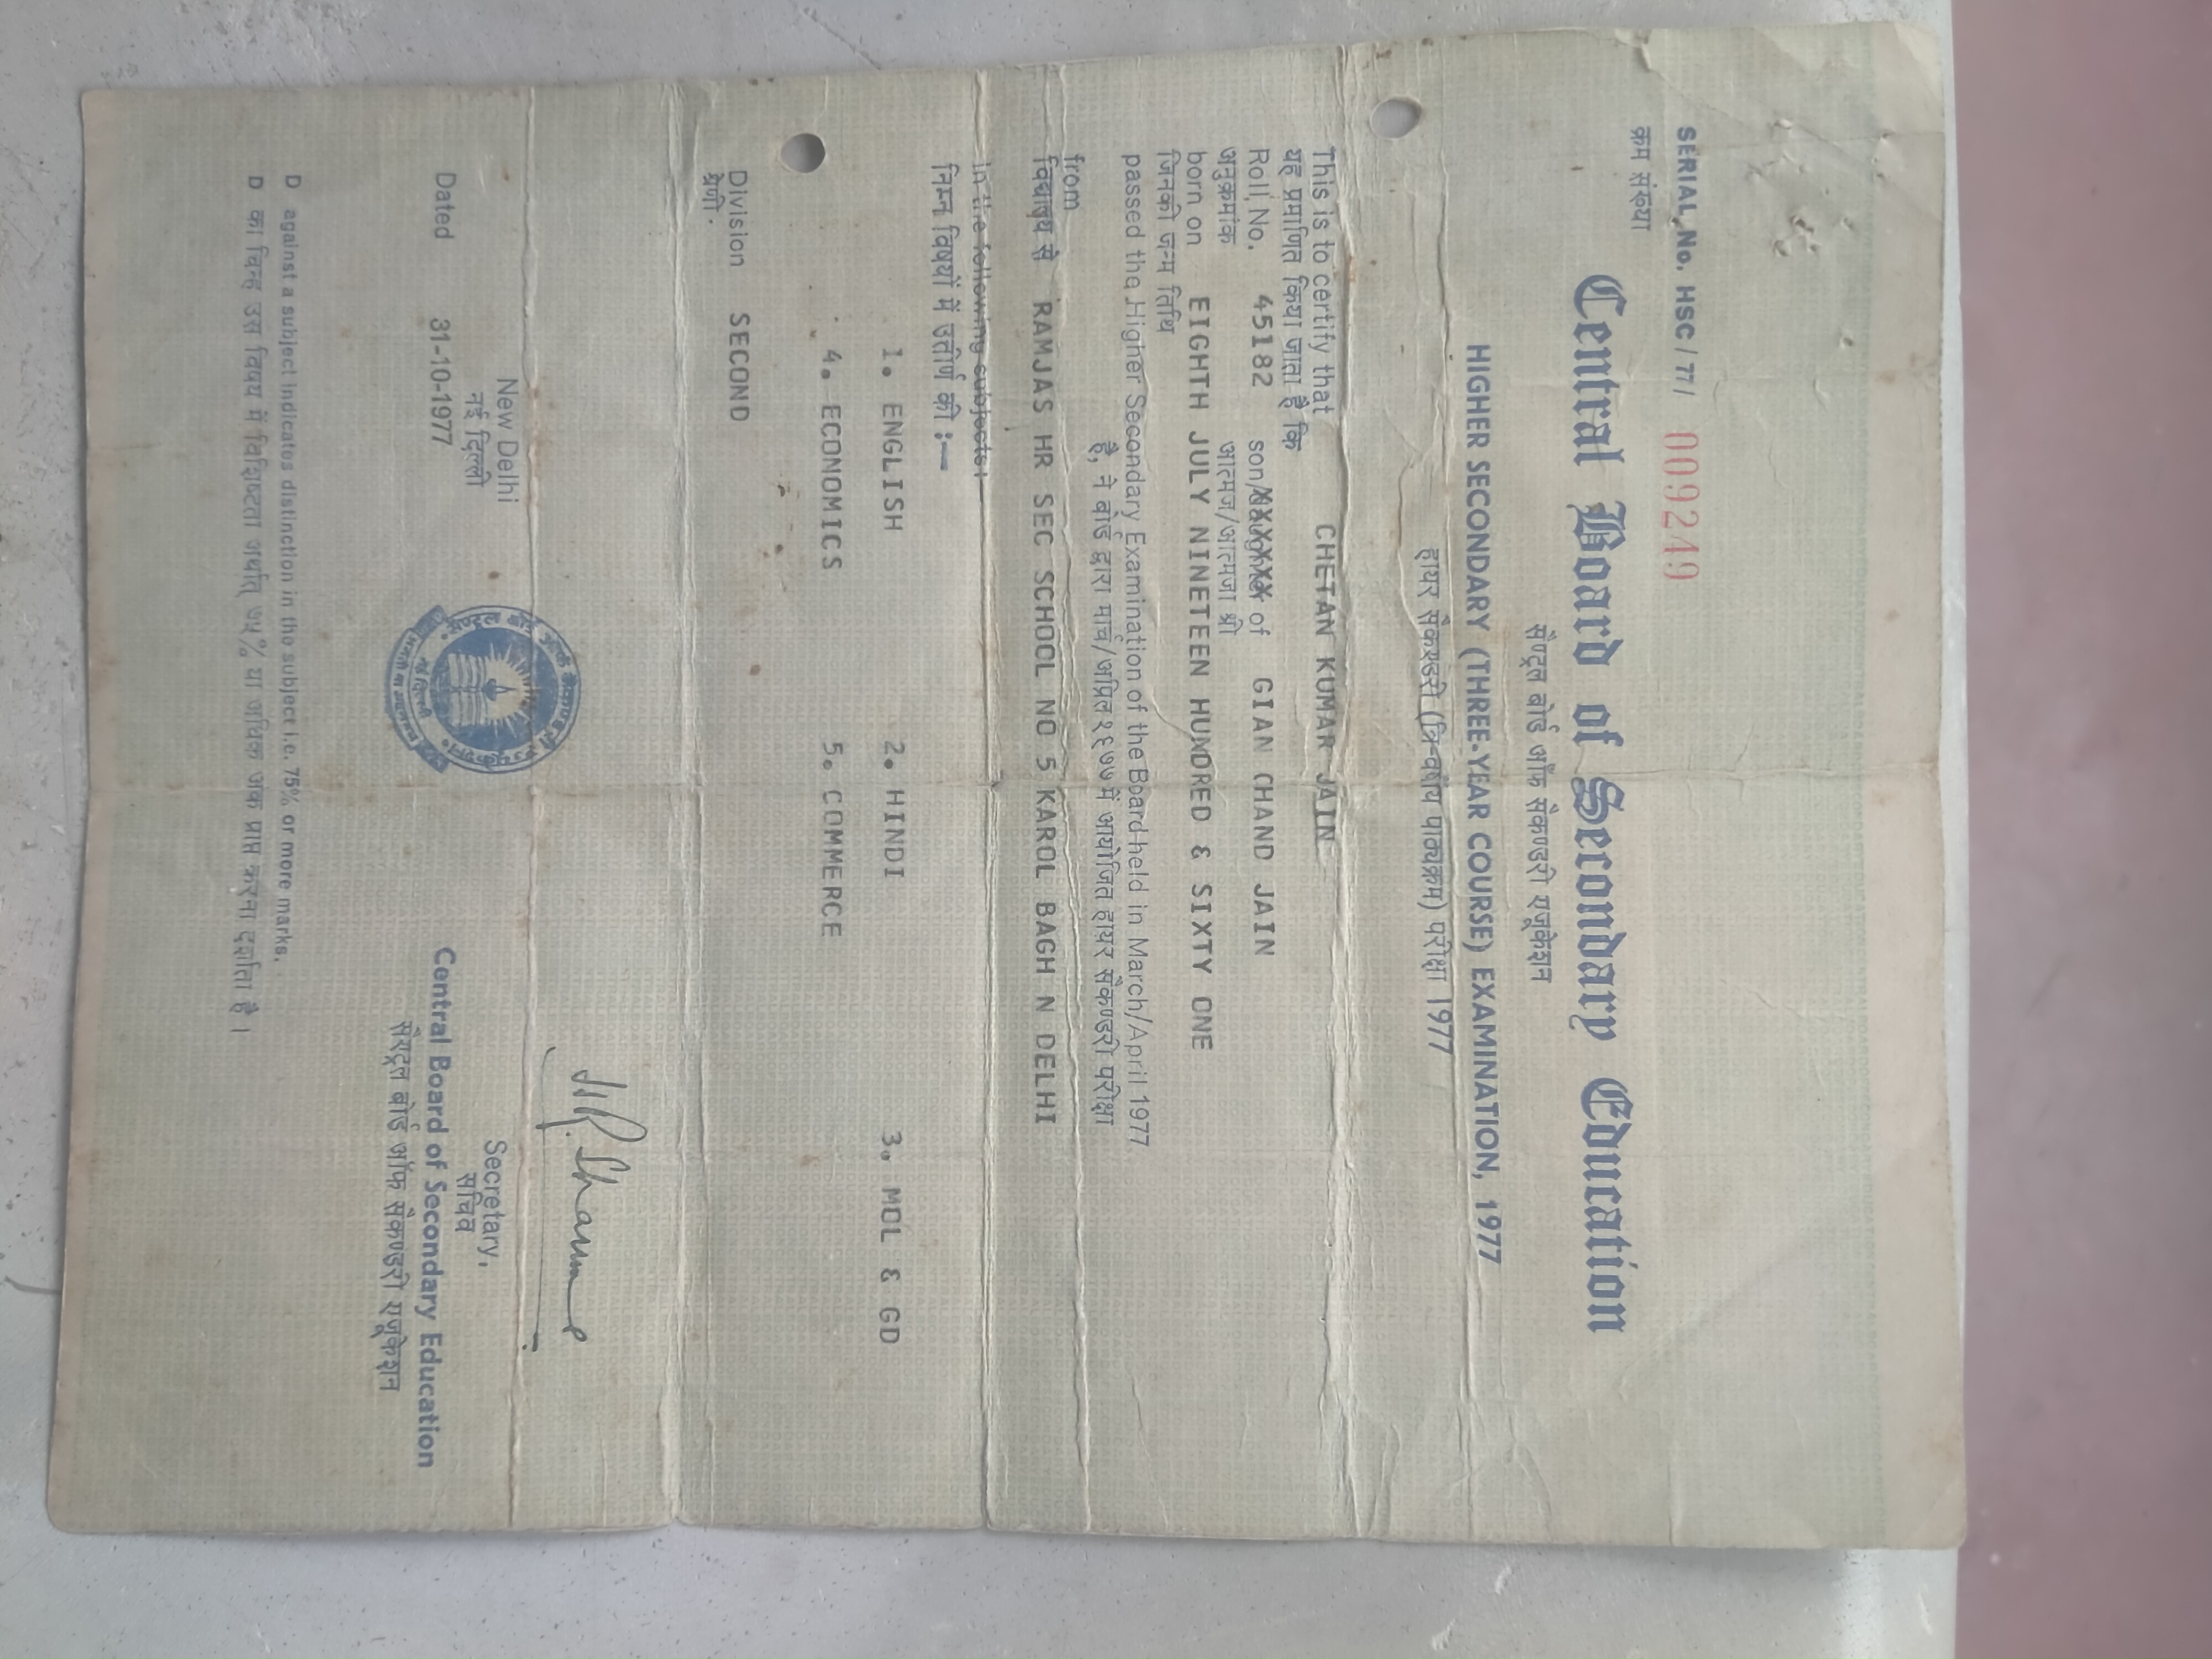 SERIAL No. HSC / 77 / 009249
क्रम संख्या
Central Board of Secondary Education
सैण्ट्रल बोर्ड ऑफ सैकण्डरी एजूकेशन
HIGHER SECONDARY (THREE-YEAR COURSE) EXAMINATION, 1977
हायर सैकण्डरी (त्रि-वर्षीय पाठ्यक्रम) परीक्षा 1977
This is to certify that CHETAN KUMAR JAIN
यह प्रमाणित किया जाता है कि
Roll No. 45182 son/ of GIAN CHAND JAIN
अनुक्रमांक आत्मज/आत्मजा श्री
born on EIGHTH JULY NINETEEN HUNDRED & SIXTY ONE
जिनकी जन्म तिथि
passed the Higher Secondary Examination of the Board held in March/April 1977
है, ने बोर्ड द्वारा मार्च/अप्रैल १९७७ में आयोजित हायर सैकण्डरी परीक्षा
from
विद्यालय से RAMJAS HR SEC SCHOOL NO 5 KAROL BAGH N DELHI
in the following subjects:—
निम्न विषयों में उत्तीर्ण की :—
1. ENGLISH 2. HINDI 3. MOL & GD
4. ECONOMICS 5. COMMERCE
Division SECOND
श्रेणी
New Delhi
नई दिल्ली
Dated 31-10-1977
Secretary,
सचिव
Central Board of Secondary Education
सैण्ट्रल बोर्ड ऑफ सैकण्डरी एजूकेशन
D against a subject indicates distinction in the subject i.e. 75% or more marks.
D का चिन्ह उस विषय में विशिष्टता अर्थात् ७५% या अधिक अंक प्राप्त करना दर्शाता है ।